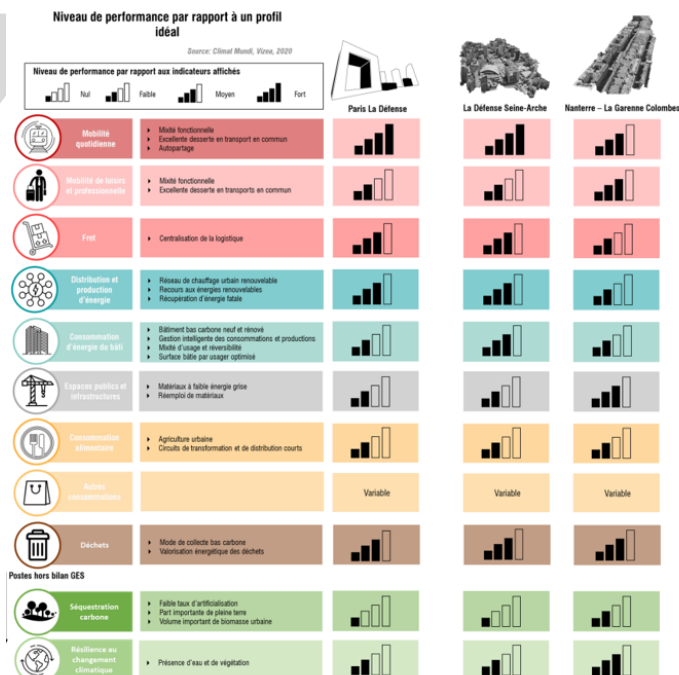 Niveau de performance par rapport à un profil
idéal
Source: Climat Mundi, Vizea, 2020
Niveau de performance par rapport aux indicateurs affichés
Nul Faible Moyen Fort
Paris La Défense
La Défense Seine-Arche
Nanterre – La Garenne Colombes
Mobilité
quotidienne
Mixité fonctionnelle
Excellente desserte en transport en commun
Autopartage
Mobilité de loisirs
et professionnelle
Mixité fonctionnelle
Excellente desserte en transports en commun
Fret
Centralisation de la logistique
Distribution et
production
d'énergie
Réseau de chauffage urbain renouvelable
Recours aux énergies renouvelables
Récupération d'énergie fatale
Consommation
d'énergie du bâti
Bâtiment bas carbone neuf et rénové
Gestion intelligente des consommations et productions
Mixité d'usage et réversibilité
Surface bâtie par usager optimisé
Espaces publics et
infrastructures
Matériaux à faible énergie grise
Réemploi de matériaux
Consommation
alimentaire
Agriculture urbaine
Circuits de transformation et de distribution courts
Autres
consommations
Variable
Variable
Variable
Déchets
Mode de collecte bas carbone
Valorisation énergétique des déchets
Postes hors bilan GES
Séquestration
carbone
Faible taux d'artificialisation
Part importante de pleine terre
Volume important de biomasse urbaine
Résilience au
changement
climatique
Présence d'eau et de végétation